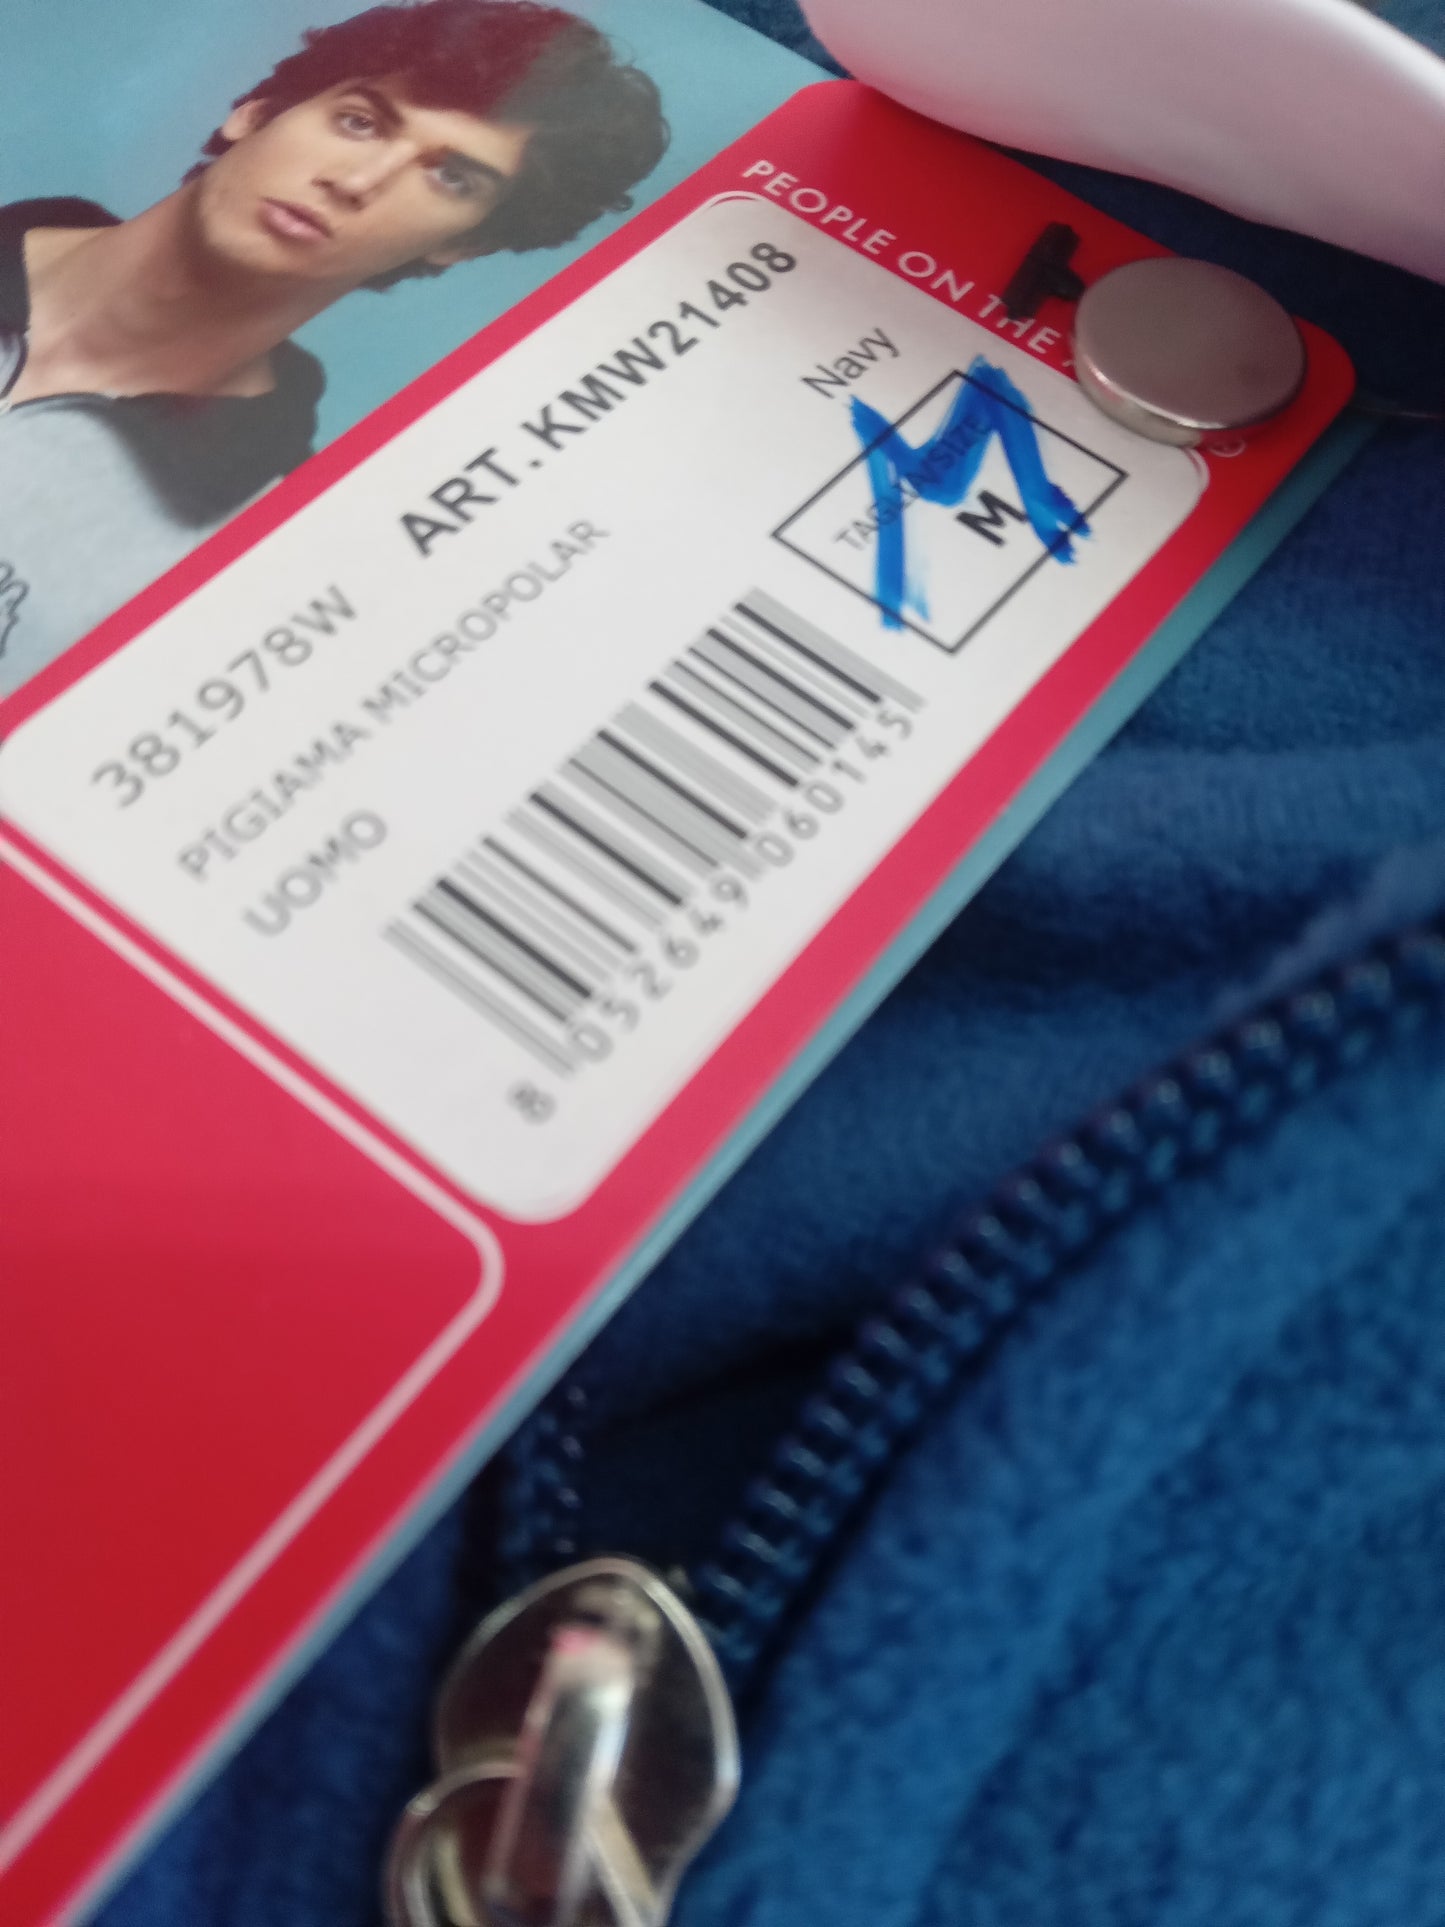 PEOPLE ON THE
381978W ART.KMW21408
PIGIAMA MICROPOLAR
UOMO
Navy
TAGLIA/SIZE
M
M
8 052649 060145